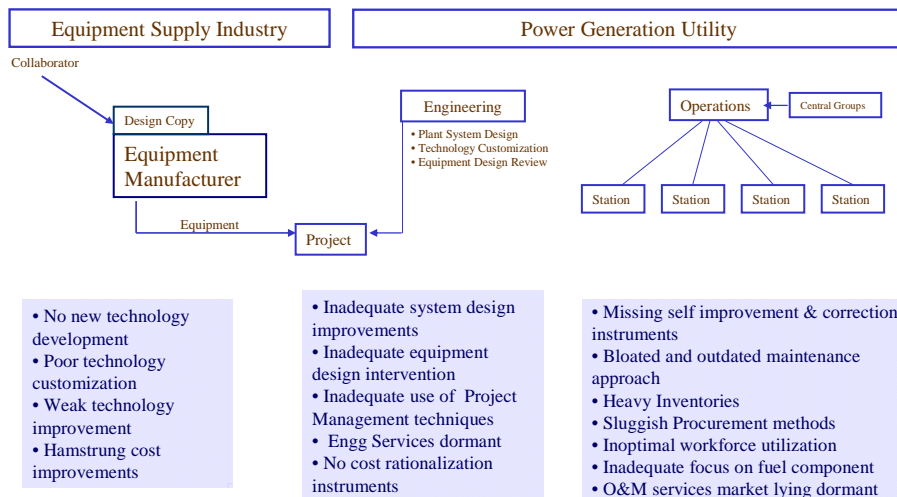 Equipment Supply Industry
Power Generation Utility
Collaborator
Design Copy
Equipment
Manufacturer
Equipment
Project
Engineering
• Plant System Design
• Technology Customization
• Equipment Design Review
Operations
Central Groups
Station
Station
Station
Station
• No new technology
development
• Poor technology
customization
• Weak technology
improvement
• Hamstrung cost
improvements
• Inadequate system design
improvements
• Inadequate equipment
design intervention
• Inadequate use of Project
Management techniques
• Engg Services dormant
• No cost rationalization
instruments
• Missing self improvement & correction
instruments
• Bloated and outdated maintenance
approach
• Heavy Inventories
• Sluggish Procurement methods
• Inoptimal workforce utilization
• Inadequate focus on fuel component
• O&M services market lying dormant